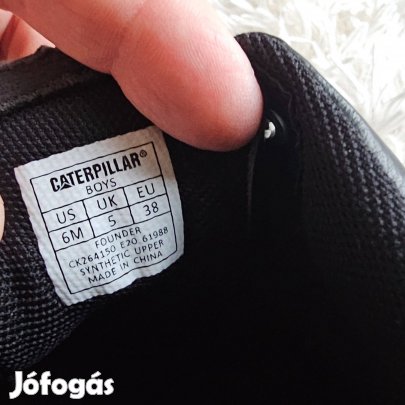 CATERPILLAR®
BOYS
US UK EU
6M 5 38
FOUNDER
CK264150 E20 61988
SYNTHETIC UPPER
MADE IN CHINA
Jófogás